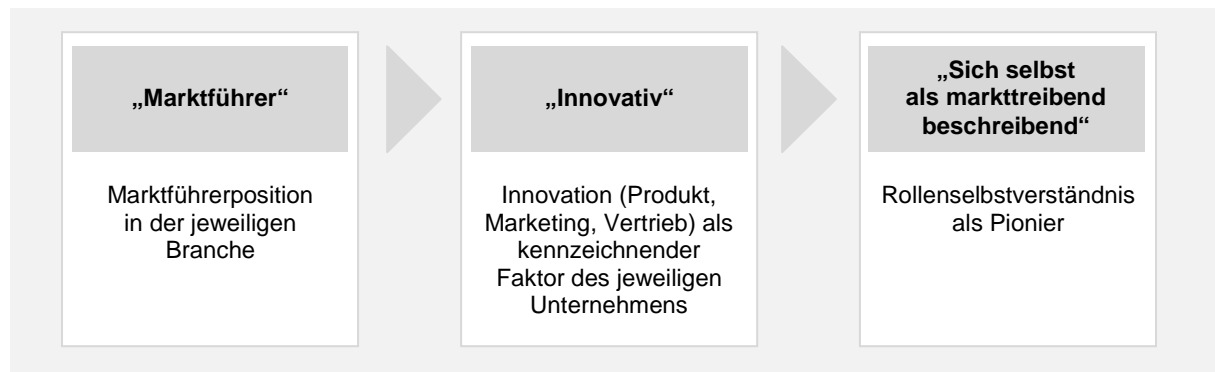 „Marktführer“
Marktführerposition
in der jeweiligen
Branche
„Innovativ“
Innovation (Produkt,
Marketing, Vertrieb) als
kennzeichnender
Faktor des jeweiligen
Unternehmens
„Sich selbst
als markttreibend
beschreibend“
Rollenselbstverständnis
als Pionier